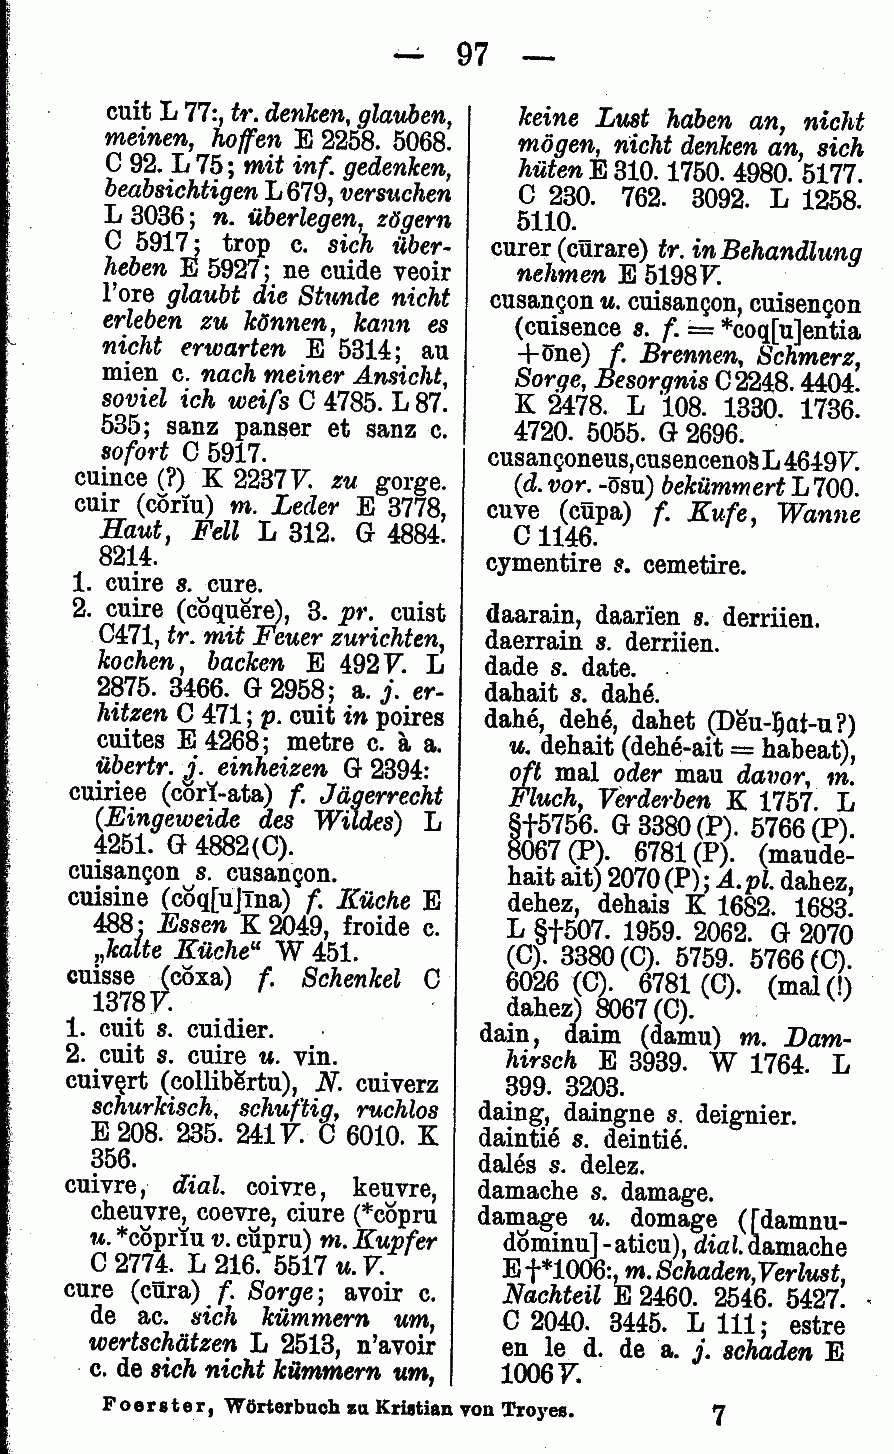 — 97 —
cuit L 77:, tr. denken, glauben,
meinen, hoffen E 2258. 5068.
C 92. L 75; mit inf. gedenken,
beabsichtigen L 679, versuchen
L 3036; n. überlegen, zögern
C 5917; trop c. sich über-
heben E 5927; ne cuide veoir
l'ore glaubt die Stunde nicht
erleben zu können, kann es
nicht erwarten E 5314; au
mien c. nach meiner Ansicht,
soviel ich weifs C 4785. L 87.
535; sanz panser et sanz c.
sofort C 5917.
cuince (?) K 2237 V. zu gorge.
cuir (cŏrĭu) m. Leder E 3778,
Haut, Fell L 312. G 4884.
8214.
1. cuire s. cure.
2. cuire (cŏquĕre), 3. pr. cuist
C471, tr. mit Feuer zurichten,
kochen, backen E 492 V. L
2875. 3466. G 2958; a. j. er-
hitzen C 471; p. cuit in poires
cuites E 4268; metre c. à a.
übertr. j. einheizen G 2394:
cuiriee (cŏrĭ-ata) f. Jägerrecht
(Eingeweide des Wildes) L
4251. G 4882 (C).
cuisançon s. cusançon.
cuisine (cŏq[u]īna) f. Küche E
488; Essen K 2049, froide c.
„kalte Küche“ W 451.
cuisse (cŏxa) f. Schenkel C
1378 V.
1. cuit s. cuidier.
2. cuit s. cuire u. vin.
cuivęrt (collibĕrtu), N. cuiverz
schurkisch, schuftig, ruchlos
E 208. 235. 241 V. C 6010. K
356.
cuivre, dial. coivre, keuvre,
cheuvre, coevre, ciure (*cŏpru
u. *cŏprĭu v. cŭpru) m. Kupfer
C 2774. L 216. 5517 u. V.
cure (cūra) f. Sorge; avoir c.
de ac. sich kümmern um,
wertschätzen L 2513, n'avoir
c. de sich nicht kümmern um,
keine Lust haben an, nicht
mögen, nicht denken an, sich
hüten E 310. 1750. 4980. 5177.
C 230. 762. 3092. L 1258.
5110.
curer (cūrare) tr. in Behandlung
nehmen E 5198 V.
cusançon u. cuisançon, cuisençon
(cuisence s. f. = *coq[u]entia
+ōne) f. Brennen, Schmerz,
Sorge, Besorgnis C 2248. 4404.
K 2478. L 108. 1330. 1736.
4720. 5055. G 2696.
cusançoneus, cusencenos L 4649 V.
(d. vor. -ōsu) bekümmert L 700.
cuve (cūpa) f. Kufe, Wanne
C 1146.
cymentire s. cemetire.
daarain, daarïen s. derriien.
daerrain s. derriien.
dade s. date.
dahait s. dahé.
dahé, dehé, dahet (Dĕu-ḫat-u?)
u. dehait (dehé-ait = habeat),
oft mal oder mau davor, m.
Fluch, Verderben K 1757. L
§†5756. G 3380 (P). 5766 (P).
8067 (P). 6781 (P). (maude-
hait ait) 2070 (P); A. pl. dahez,
dehez, dehais K 1682. 1683.
L §†507. 1959. 2062. G 2070
(C). 3380 (C). 5759. 5766 (C).
6026 (C). 6781 (C). (mal (!)
dahez) 8067 (C).
dain, daim (damu) m. Dam-
hirsch E 3939. W 1764. L
399. 3203.
daing, daingne s. deignier.
daintié s. deintié.
dalés s. delez.
damache s. damage.
damage u. domage ([damnu-
dŏminu]-aticu), dial. damache
E†*1006:, m. Schaden, Verlust,
Nachteil E 2460. 2546. 5427.
C 2040. 3445. L 111; estre
en le d. de a. j. schaden E
1006 V.
Foerster, Wörterbuch zu Kristian von Troyes. 7